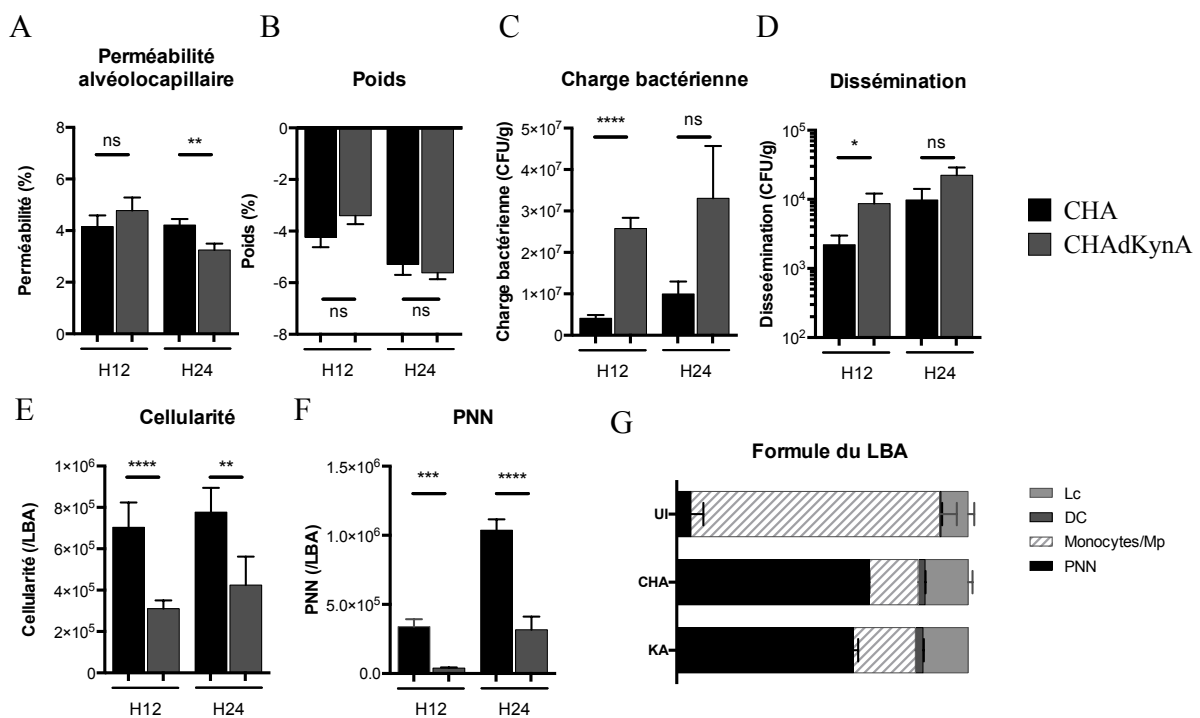 A
Perméabilité
alvéolocapillaire
Perméabilité (%)
8
6
4
2
0
ns
**
H12
H24
B
Poids
Poids (%)
0
-2
-4
-6
-8
ns
ns
H12
H24
C
Charge bactérienne
Charge bactérienne (CFU/g)
5×10⁷
4×10⁷
3×10⁷
2×10⁷
1×10⁷
0
****
ns
H12
H24
D
Dissémination
Disseémination (CFU/g)
10⁵
10⁴
10³
10²
*
ns
H12
H24
CHA
CHAdKynA
E
Cellularité
Cellularité (/LBA)
1×10⁶
8×10⁵
6×10⁵
4×10⁵
2×10⁵
0
****
**
H12
H24
F
PNN
PNN (/LBA)
1.5×10⁶
1.0×10⁶
5.0×10⁵
0.0
***
****
H12
H24
G
Formule du LBA
UI
CHA
KA
Lc
DC
Monocytes/Mp
PNN